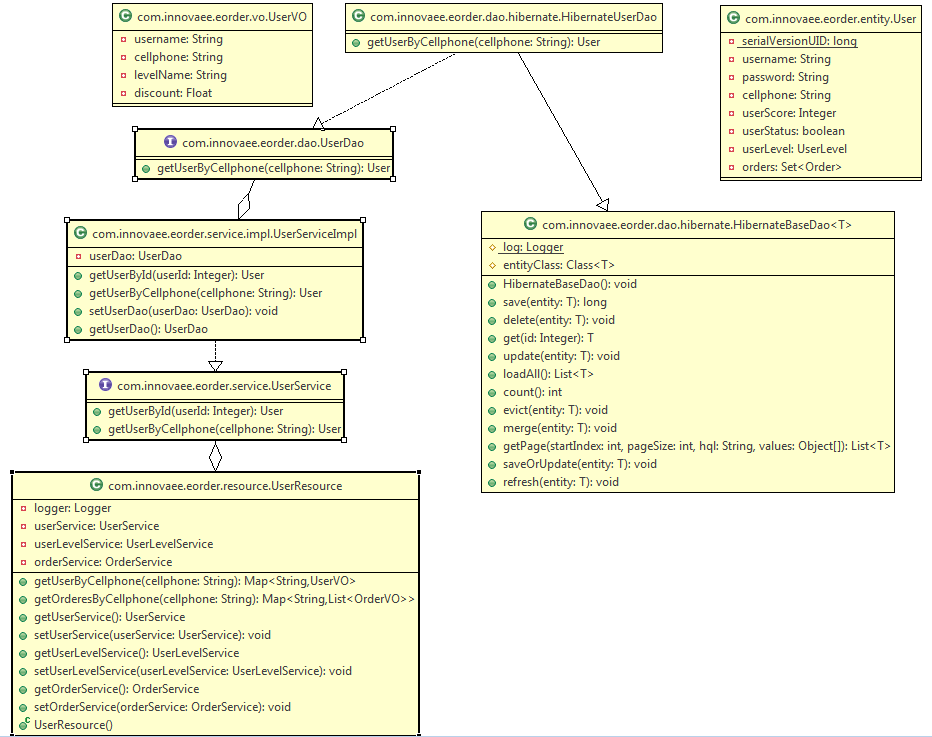 com.innovaee.eorder.vo.UserVO
username: String
cellphone: String
levelName: String
discount: Float
com.innovaee.eorder.dao.hibernate.HibernateUserDao
getUserByCellphone(cellphone: String): User
com.innovaee.eorder.entity.User
serialVersionUID: long
username: String
password: String
cellphone: String
userScore: Integer
userStatus: boolean
userLevel: UserLevel
orders: Set<Order>
I com.innovaee.eorder.dao.UserDao
getUserByCellphone(cellphone: String): User
C com.innovaee.eorder.service.impl.UserServiceImpl
userDao: UserDao
getUserById(userId: Integer): User
getUserByCellphone(cellphone: String): User
setUserDao(userDao: UserDao): void
getUserDao(): UserDao
C com.innovaee.eorder.dao.hibernate.HibernateBaseDao<T>
log: Logger
entityClass: Class<T>
HibernateBaseDao(): void
save(entity: T): long
delete(entity: T): void
get(id: Integer): T
update(entity: T): void
loadAll(): List<T>
count(): int
evict(entity: T): void
merge(entity: T): void
getPage(startIndex: int, pageSize: int, hql: String, values: Object[]): List<T>
saveOrUpdate(entity: T): void
refresh(entity: T): void
I com.innovaee.eorder.service.UserService
getUserById(userId: Integer): User
getUserByCellphone(cellphone: String): User
C com.innovaee.eorder.resource.UserResource
logger: Logger
userService: UserService
userLevelService: UserLevelService
orderService: OrderService
getUserByCellphone(cellphone: String): Map<String,UserVO>
getOrderesByCellphone(cellphone: String): Map<String,List<OrderVO>>
getUserService(): UserService
setUserService(userService: UserService): void
getUserLevelService(): UserLevelService
setUserLevelService(userLevelService: UserLevelService): void
getOrderService(): OrderService
setOrderService(orderService: OrderService): void
UserResource()